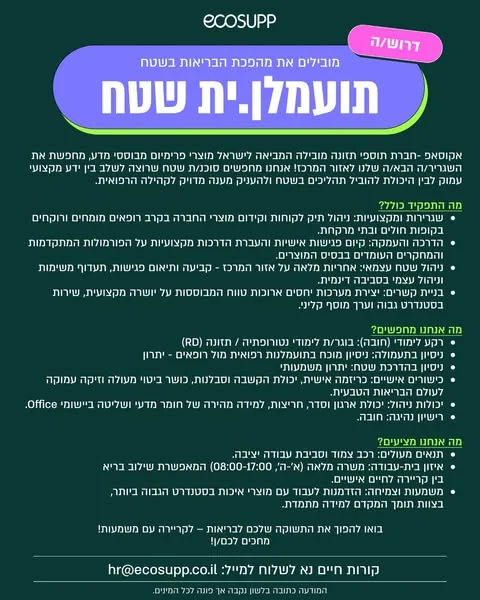 ecosupp
דרוש/ה
מובילים את מהפכת הבריאות בשטח
תועמלן.ית שטח
אקוסאפ -חברת תוספי תזונה מובילה המביאה לישראל מוצרי פרימיום מבוססי מדע, מחפשת את
השגריר/ה הבא/ה שלנו לאזור המרכז! אנחנו מחפשים סוכנ/ת שטח שרוצה לשלב בין ידע מקצועי
עמוק לבין היכולת להוביל תהליכים בשטח ולהעניק מענה מדויק לקהילה הרפואית.
מה התפקיד כולל?
• שגרירות ומקצועיות: ניהול תיק לקוחות וקידום מוצרי החברה בקרב רופאים מומחים ורוקחים
בקופות חולים ובתי מרקחת.
• הדרכה והעמקה: קיום פגישות אישיות והעברת הדרכות מקצועיות על הפורמולות המתקדמות
והמחקרים העומדים בבסיס המוצרים.
• ניהול שטח עצמאי: אחריות מלאה על אזור המרכז - קביעה ותיאום פגישות, תעדוף משימות
וניהול עצמי בסביבה דינמית.
• בניית קשרים: יצירת מערכות יחסים ארוכות טווח המבוססות על יושרה מקצועית, שירות
בסטנדרט גבוה וערך מוסף קליני.
מה אנחנו מחפשים?
• רקע לימודי (חובה): בוגר/ת לימודי נטורופתיה / תזונה (RD)
• ניסיון בתעמולה: ניסיון מוכח בתועמלנות רפואית מול רופאים - יתרון
• ניסיון בהדרכת שטח: יתרון משמעותי
• כישורים אישיים: כריזמה אישית, יכולת הקשבה וסבלנות, כושר ביטוי מעולה וזיקה עמוקה
לעולם הבריאות הטבעית.
• יכולות ניהול: יכולת ארגון וסדר, חריצות, למידה מהירה של חומר מדעי ושליטה ביישומי Office.
• רישיון נהיגה: חובה.
מה אנחנו מציעים?
• תנאים מעולים: רכב צמוד וסביבת עבודה יציבה.
• איזון בית-עבודה: משרה מלאה (א'-ה', 08:00-17:00) המאפשרת שילוב בריא
בין קריירה לחיים אישיים.
• משמעות וצמיחה: הזדמנות לעבוד עם מוצרי איכות בסטנדרט הגבוה ביותר,
בצוות תומך המקדם למידה מתמדת.
בואו להפוך את התשוקה שלכם לבריאות – לקריירה עם משמעות!
מחכים לכם/ן!
קורות חיים נא לשלוח למייל: hr@ecosupp.co.il
המודעה כתובה בלשון נקבה אך פונה לכל המינים.